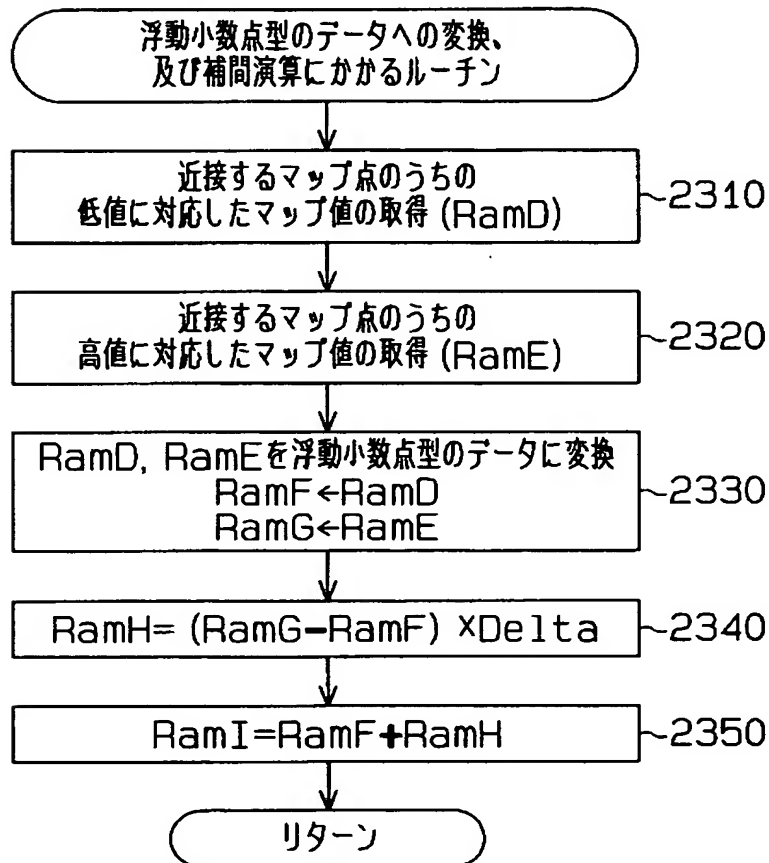 浮動小数点型のデータへの変換、
及び補間演算にかかるルーチン
近接するマップ点のうちの
低値に対応したマップ値の取得(RamD)
2310
近接するマップ点のうちの
高値に対応したマップ値の取得(RamE)
2320
RamD, RamEを浮動小数点型のデータに変換
RamF←RamD
RamG←RamE
2330
RamH= (RamG-RamF) ×Delta
2340
RamI=RamF+RamH
2350
リターン